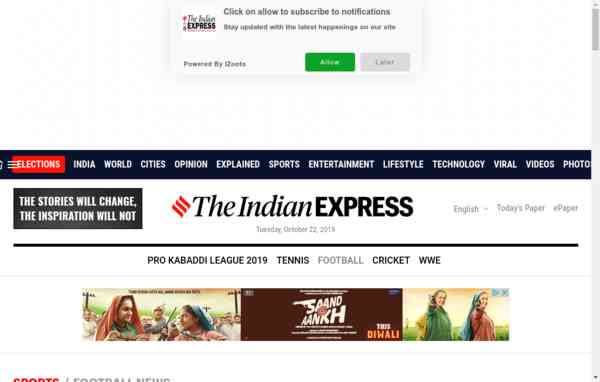 Click on allow to subscribe to notifications
The Indian
EXPRESS
Stay updated with the latest happenings on our site
Powered By iZooto
Allow
Later
ELECTIONS INDIA WORLD CITIES OPINION EXPLAINED SPORTS ENTERTAINMENT LIFESTYLE TECHNOLOGY VIRAL VIDEOS PHOTOS
THE STORIES WILL CHANGE,
THE INSPIRATION WILL NOT
The Indian EXPRESS
English Today's Paper ePaper
Tuesday, October 22, 2019
PRO KABADDI LEAGUE 2019 TENNIS FOOTBALL CRICKET WWE
SAAND
KI
AANKH
THIS
DIWALI
SPORTS / FOOTBALL NEWS